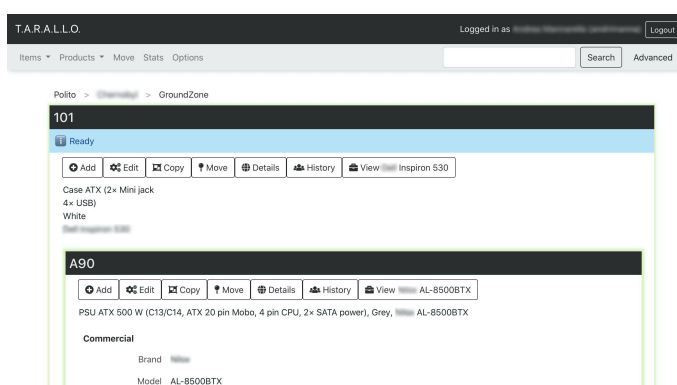 T.A.R.A.L.L.O.
Logged in as
Logout
Items Products Move Stats Options
Search Advanced
Polito > > GroundZone
101
Ready
Add Edit Copy Move Details History View Inspiron 530
Case ATX (2× Mini jack
4× USB)
White
A90
Add Edit Copy Move Details History View AL-8500BTX
PSU ATX 500 W (C13/C14, ATX 20 pin Mobo, 4 pin CPU, 2× SATA power), Grey, AL-8500BTX
Commercial
Brand
Model AL-8500BTX